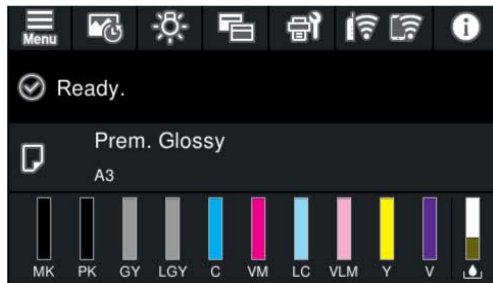 Menu
Ready.
Prem. Glossy
A3
MK PK GY LGY C VM LC VLM Y V